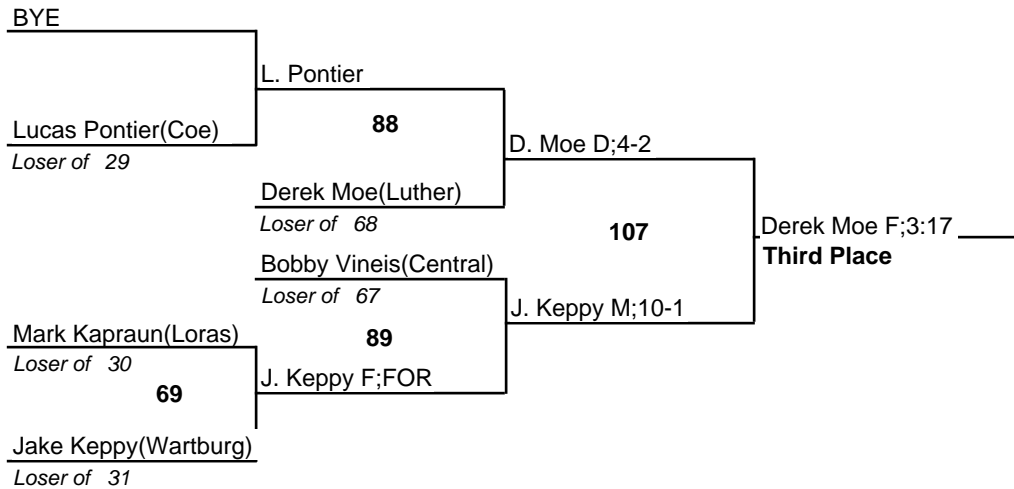 BYE
L. Pontier
Lucas Pontier(Coe)
88
Loser of 29
D. Moe D;4-2
Derek Moe(Luther)
Loser of 68
107
Derek Moe F;3:17
Third Place
Bobby Vineis(Central)
Loser of 67
J. Keppy M;10-1
Mark Kapraun(Loras)
89
Loser of 30
J. Keppy F;FOR
69
Jake Keppy(Wartburg)
Loser of 31